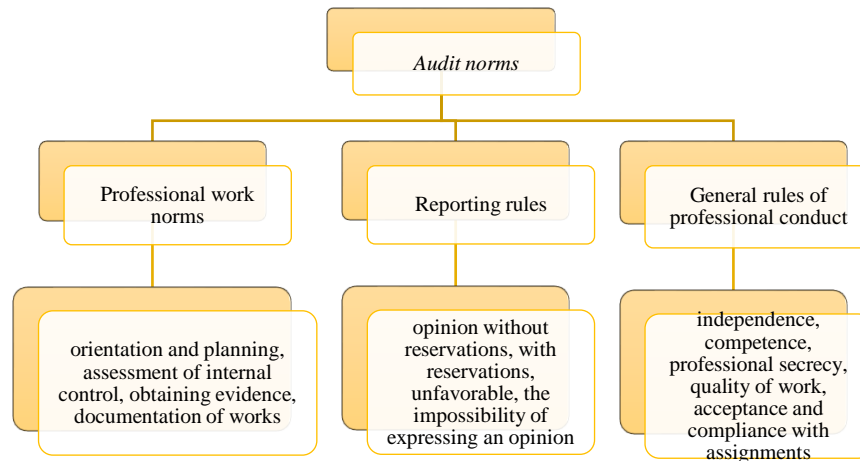 Audit norms
Professional work
norms
Reporting rules
General rules of
professional conduct
orientation and planning,
assessment of internal
control, obtaining evidence,
documentation of works
opinion without
reservations, with
reservations,
unfavorable, the
impossibility of
expressing an opinion
independence,
competence,
professional secrecy,
quality of work,
acceptance and
compliance with
assignments